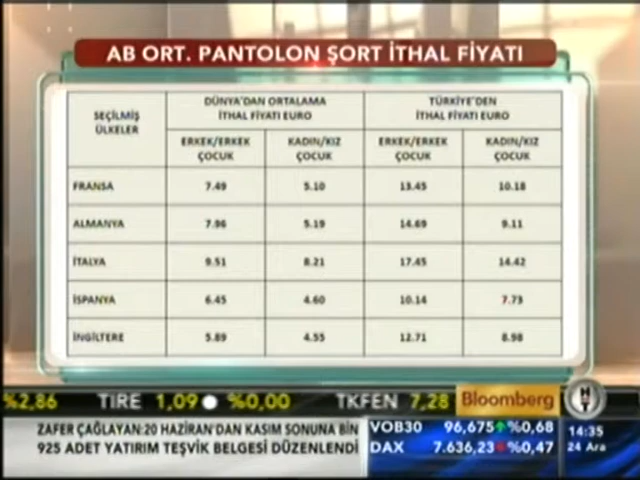 AB ORT. PANTOLON ŞORT İTHAL FİYATI
SEÇİLMİŞ ÜLKELER
DÜNYA'DAN ORTALAMA İTHAL FİYATI EURO
TÜRKİYE'DEN İTHAL FİYATI EURO
ERKEK/ERKEK ÇOCUK KADIN/KIZ ÇOCUK ERKEK/ERKEK ÇOCUK KADIN/KIZ ÇOCUK
FRANSA 7.49 5.10 13.45 10.18
ALMANYA 7.96 5.19 14.69 9.11
İTALYA 9.51 8.21 17.45 14.42
İSPANYA 6.45 4.60 10.14 7.73
İNGİLTERE 5.89 4.55 12.71 8.98
%2,86 TIRE 1,09 %0,00 TKFEN 7,28 Bloomberg HT
ZAFER ÇAĞLAYAN:20 HAZİRAN'DAN KASIM SONUNA BİN
925 ADET YATIRIM TEŞVİK BELGESİ DÜZENLENDİ
VOB30 96,675 %0,68
DAX 7.636,23 %0,47
14:35
24 Ara